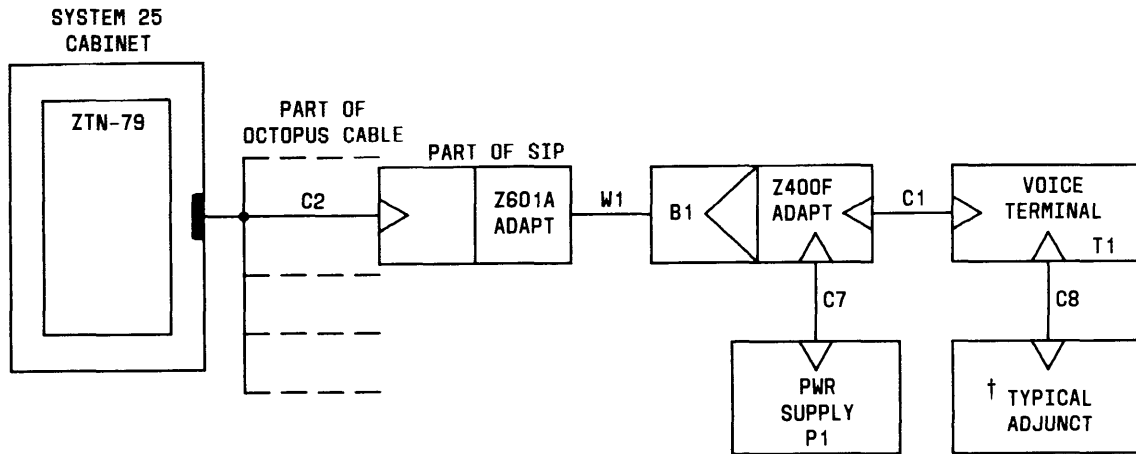 SYSTEM 25
CABINET
ZTN-79
PART OF
OCTOPUS CABLE
C2
PART OF SIP
Z601A
ADAPT
W1
B1
Z400F
ADAPT
C1
VOICE
TERMINAL
T1
C7
C8
PWR
SUPPLY
P1
† TYPICAL
ADJUNCT